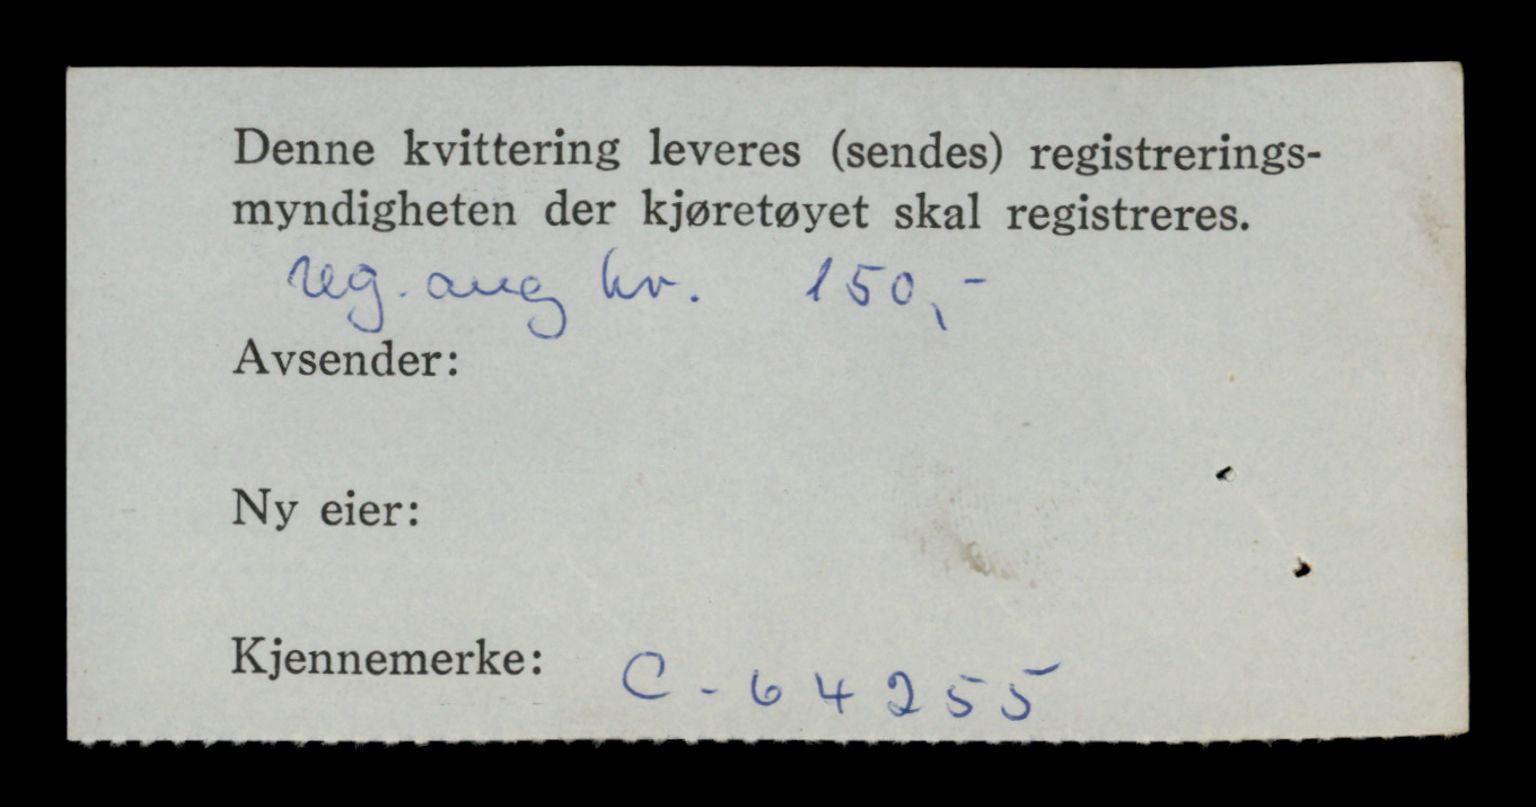 Denne kvittering leveres (sendes) registrerings-
myndigheten der kjøretøyet skal registreres.
reg. avg kr. 150,-
Avsender:
Ny eier:
Kjennemerke: C-64255